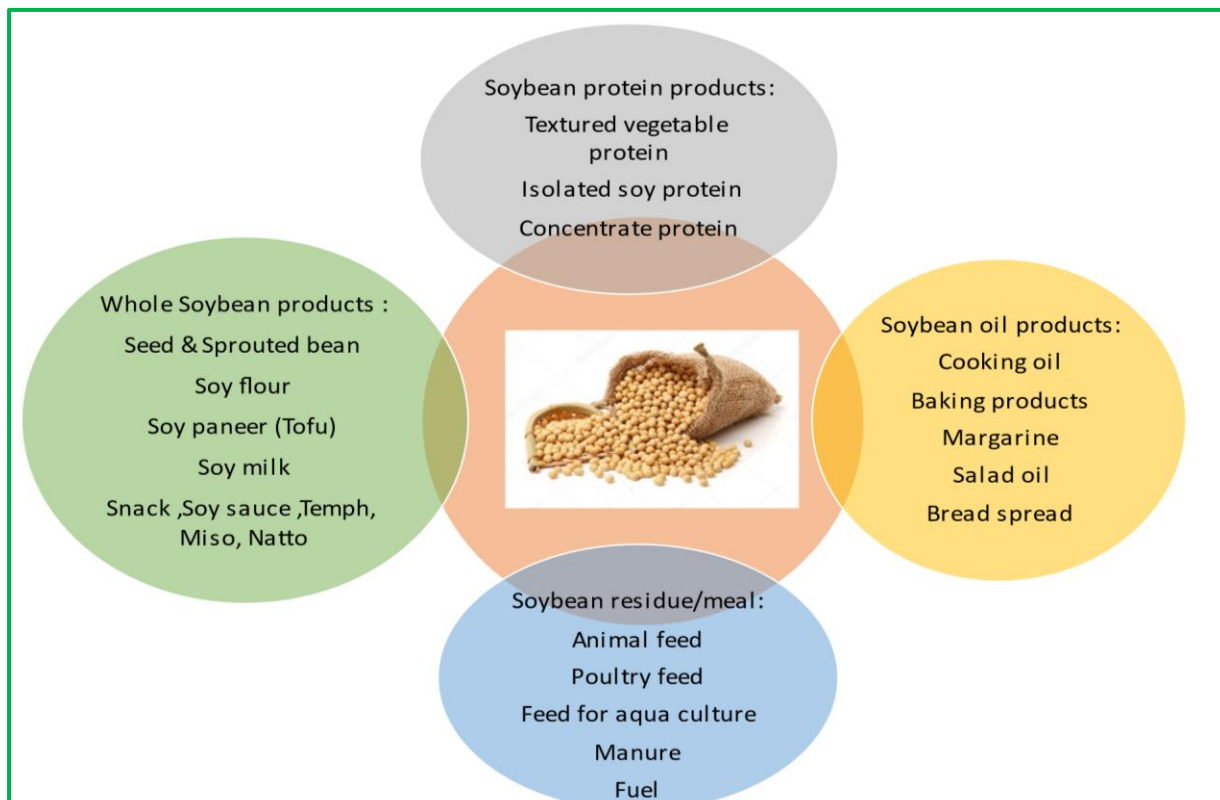 Soybean protein products:
Textured vegetable
protein
Isolated soy protein
Concentrate protein
Whole Soybean products :
Seed & Sprouted bean
Soy flour
Soy paneer (Tofu)
Soy milk
Snack ,Soy sauce ,Temph,
Miso, Natto
Soybean oil products:
Cooking oil
Baking products
Margarine
Salad oil
Bread spread
Soybean residue/meal:
Animal feed
Poultry feed
Feed for aqua culture
Manure
Fuel